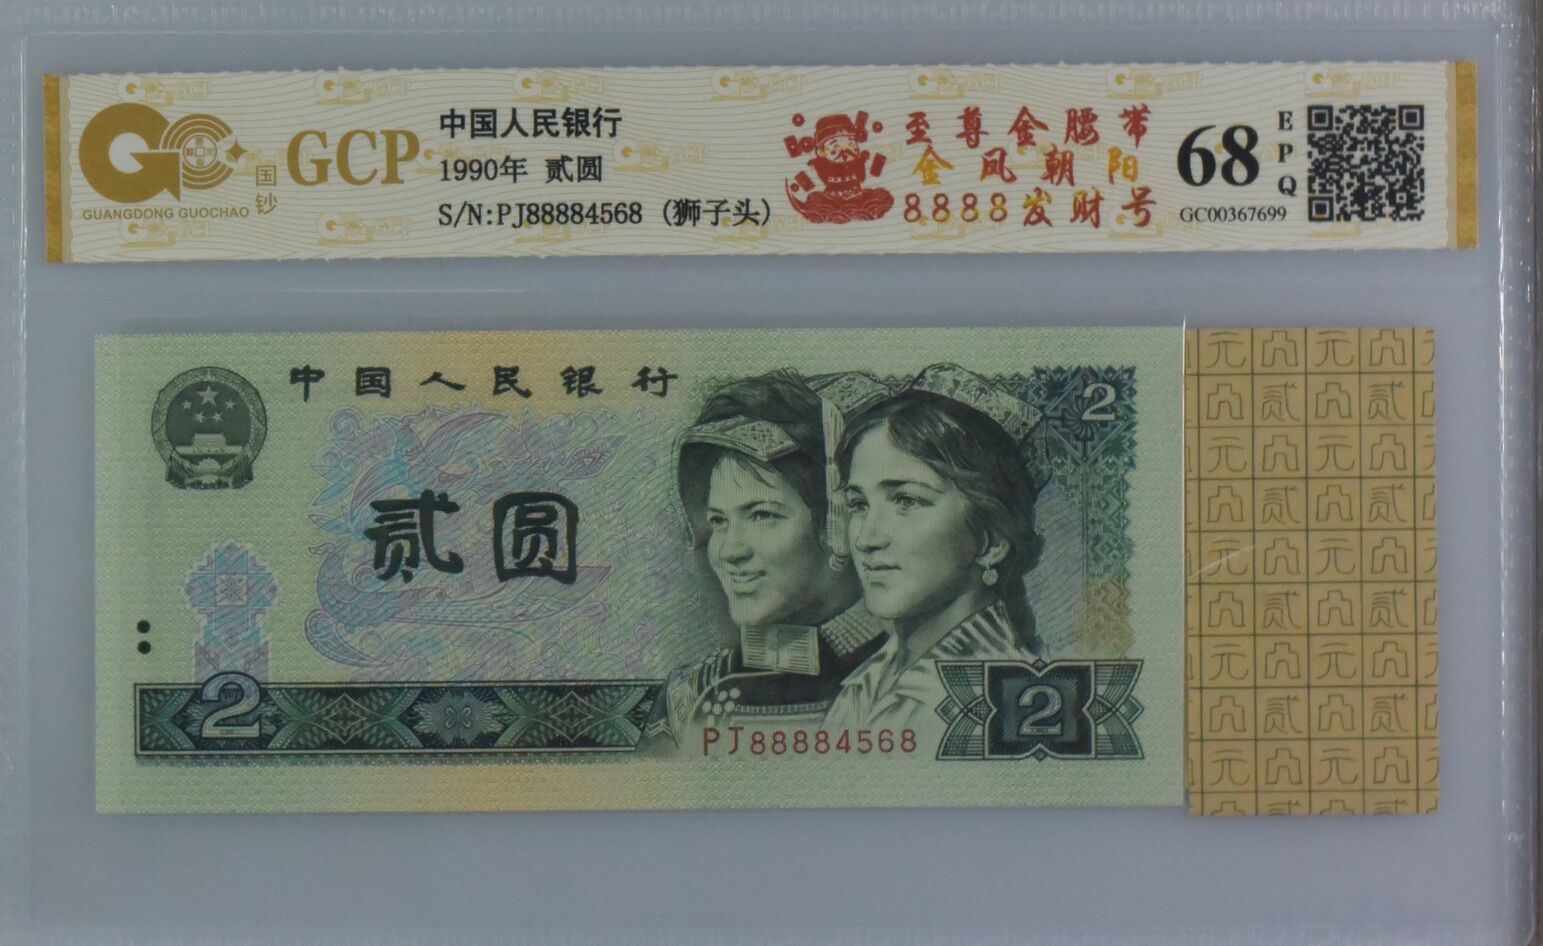 GUANGDONG GUOCHAO
国钞
GCP
中国人民银行
1990年 贰圆
S/N:PJ88884568 (狮子头)
至尊金腰带
金凤朝阳
8888发财号
68
EPQ
GC00367699
中国人民银行
2
贰圆
2
2
PJ88884568